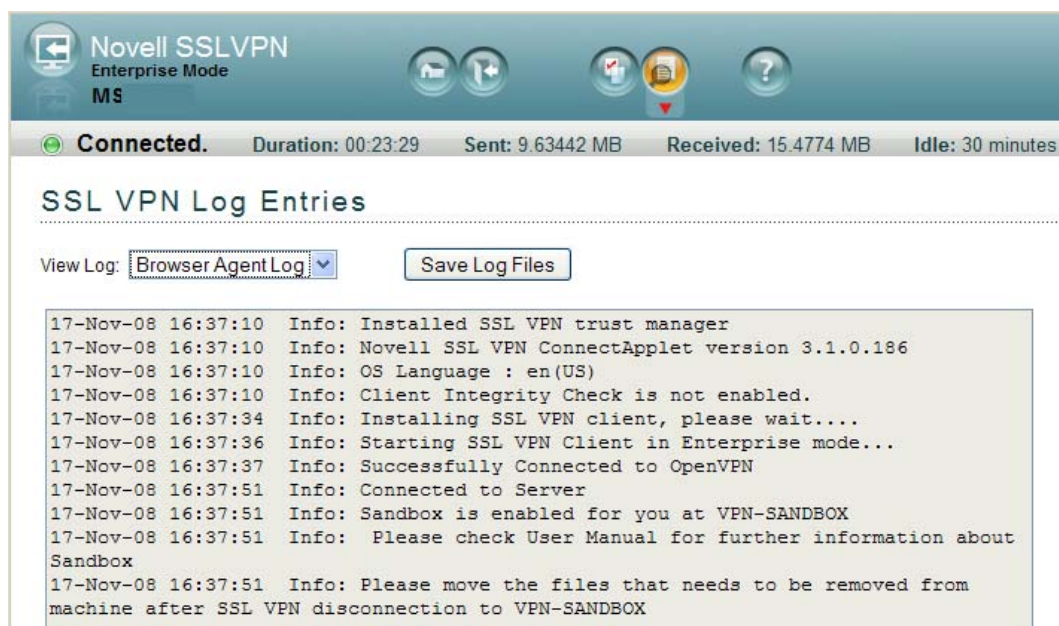 Novell SSLVPN
Enterprise Mode
MS
?
Connected. Duration: 00:23:29 Sent: 9.63442 MB Received: 15.4774 MB Idle: 30 minutes
SSL VPN Log Entries
View Log: Browser Agent Log Save Log Files
17-Nov-08 16:37:10 Info: Installed SSL VPN trust manager
17-Nov-08 16:37:10 Info: Novell SSL VPN ConnectApplet version 3.1.0.186
17-Nov-08 16:37:10 Info: OS Language : en(US)
17-Nov-08 16:37:10 Info: Client Integrity Check is not enabled.
17-Nov-08 16:37:34 Info: Installing SSL VPN client, please wait....
17-Nov-08 16:37:36 Info: Starting SSL VPN Client in Enterprise mode...
17-Nov-08 16:37:37 Info: Successfully Connected to OpenVPN
17-Nov-08 16:37:51 Info: Connected to Server
17-Nov-08 16:37:51 Info: Sandbox is enabled for you at VPN-SANDBOX
17-Nov-08 16:37:51 Info: Please check User Manual for further information about
Sandbox
17-Nov-08 16:37:51 Info: Please move the files that needs to be removed from
machine after SSL VPN disconnection to VPN-SANDBOX